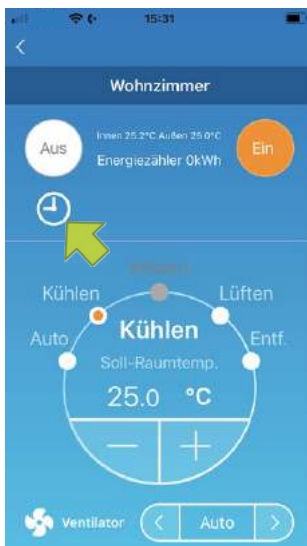 15:31
Wohnzimmer
Aus
Innen 25.2°C Außen 25.0°C
Energiezähler 0kWh
Ein
Kühlen
Lüften
Auto
Kühlen
Entf.
Soll-Raumtemp.
25.0 °C
Ventilator
Auto